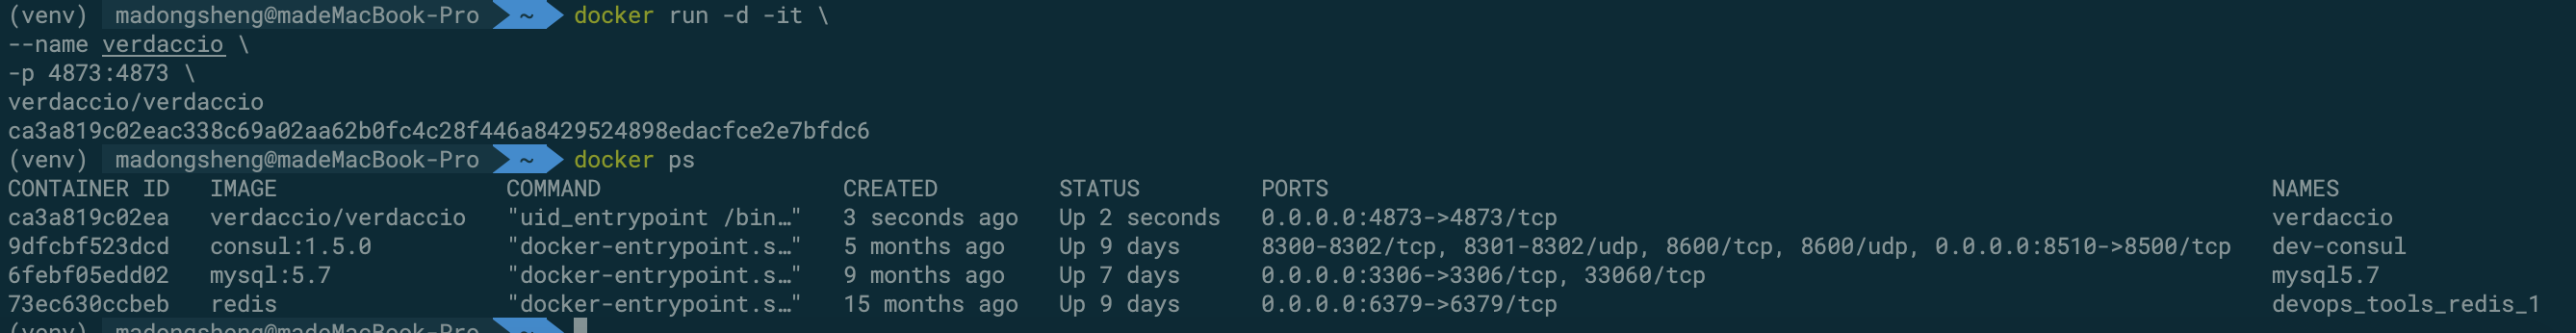 (venv) madongsheng@madeMacBook-Pro ~ docker run -d -it \
--name verdaccio \
-p 4873:4873 \
verdaccio/verdaccio
ca3a819c02eac338c69a02aa62b0fc4c28f446a8429524898edacfce2e7bfdc6
(venv) madongsheng@madeMacBook-Pro ~ docker ps
CONTAINER ID IMAGE COMMAND CREATED STATUS PORTS NAMES
ca3a819c02ea verdaccio/verdaccio "uid_entrypoint /bin…" 3 seconds ago Up 2 seconds 0.0.0.0:4873->4873/tcp verdaccio
9dfcbf523dcd consul:1.5.0 "docker-entrypoint.s…" 5 months ago Up 9 days 8300-8302/tcp, 8301-8302/udp, 8600/tcp, 8600/udp, 0.0.0.0:8510->8500/tcp dev-consul
6febf05edd02 mysql:5.7 "docker-entrypoint.s…" 9 months ago Up 7 days 0.0.0.0:3306->3306/tcp, 33060/tcp mysql5.7
73ec630ccbeb redis "docker-entrypoint.s…" 15 months ago Up 9 days 0.0.0.0:6379->6379/tcp devops_tools_redis_1
(venv) madongsheng@madeMacBook-Pro ~